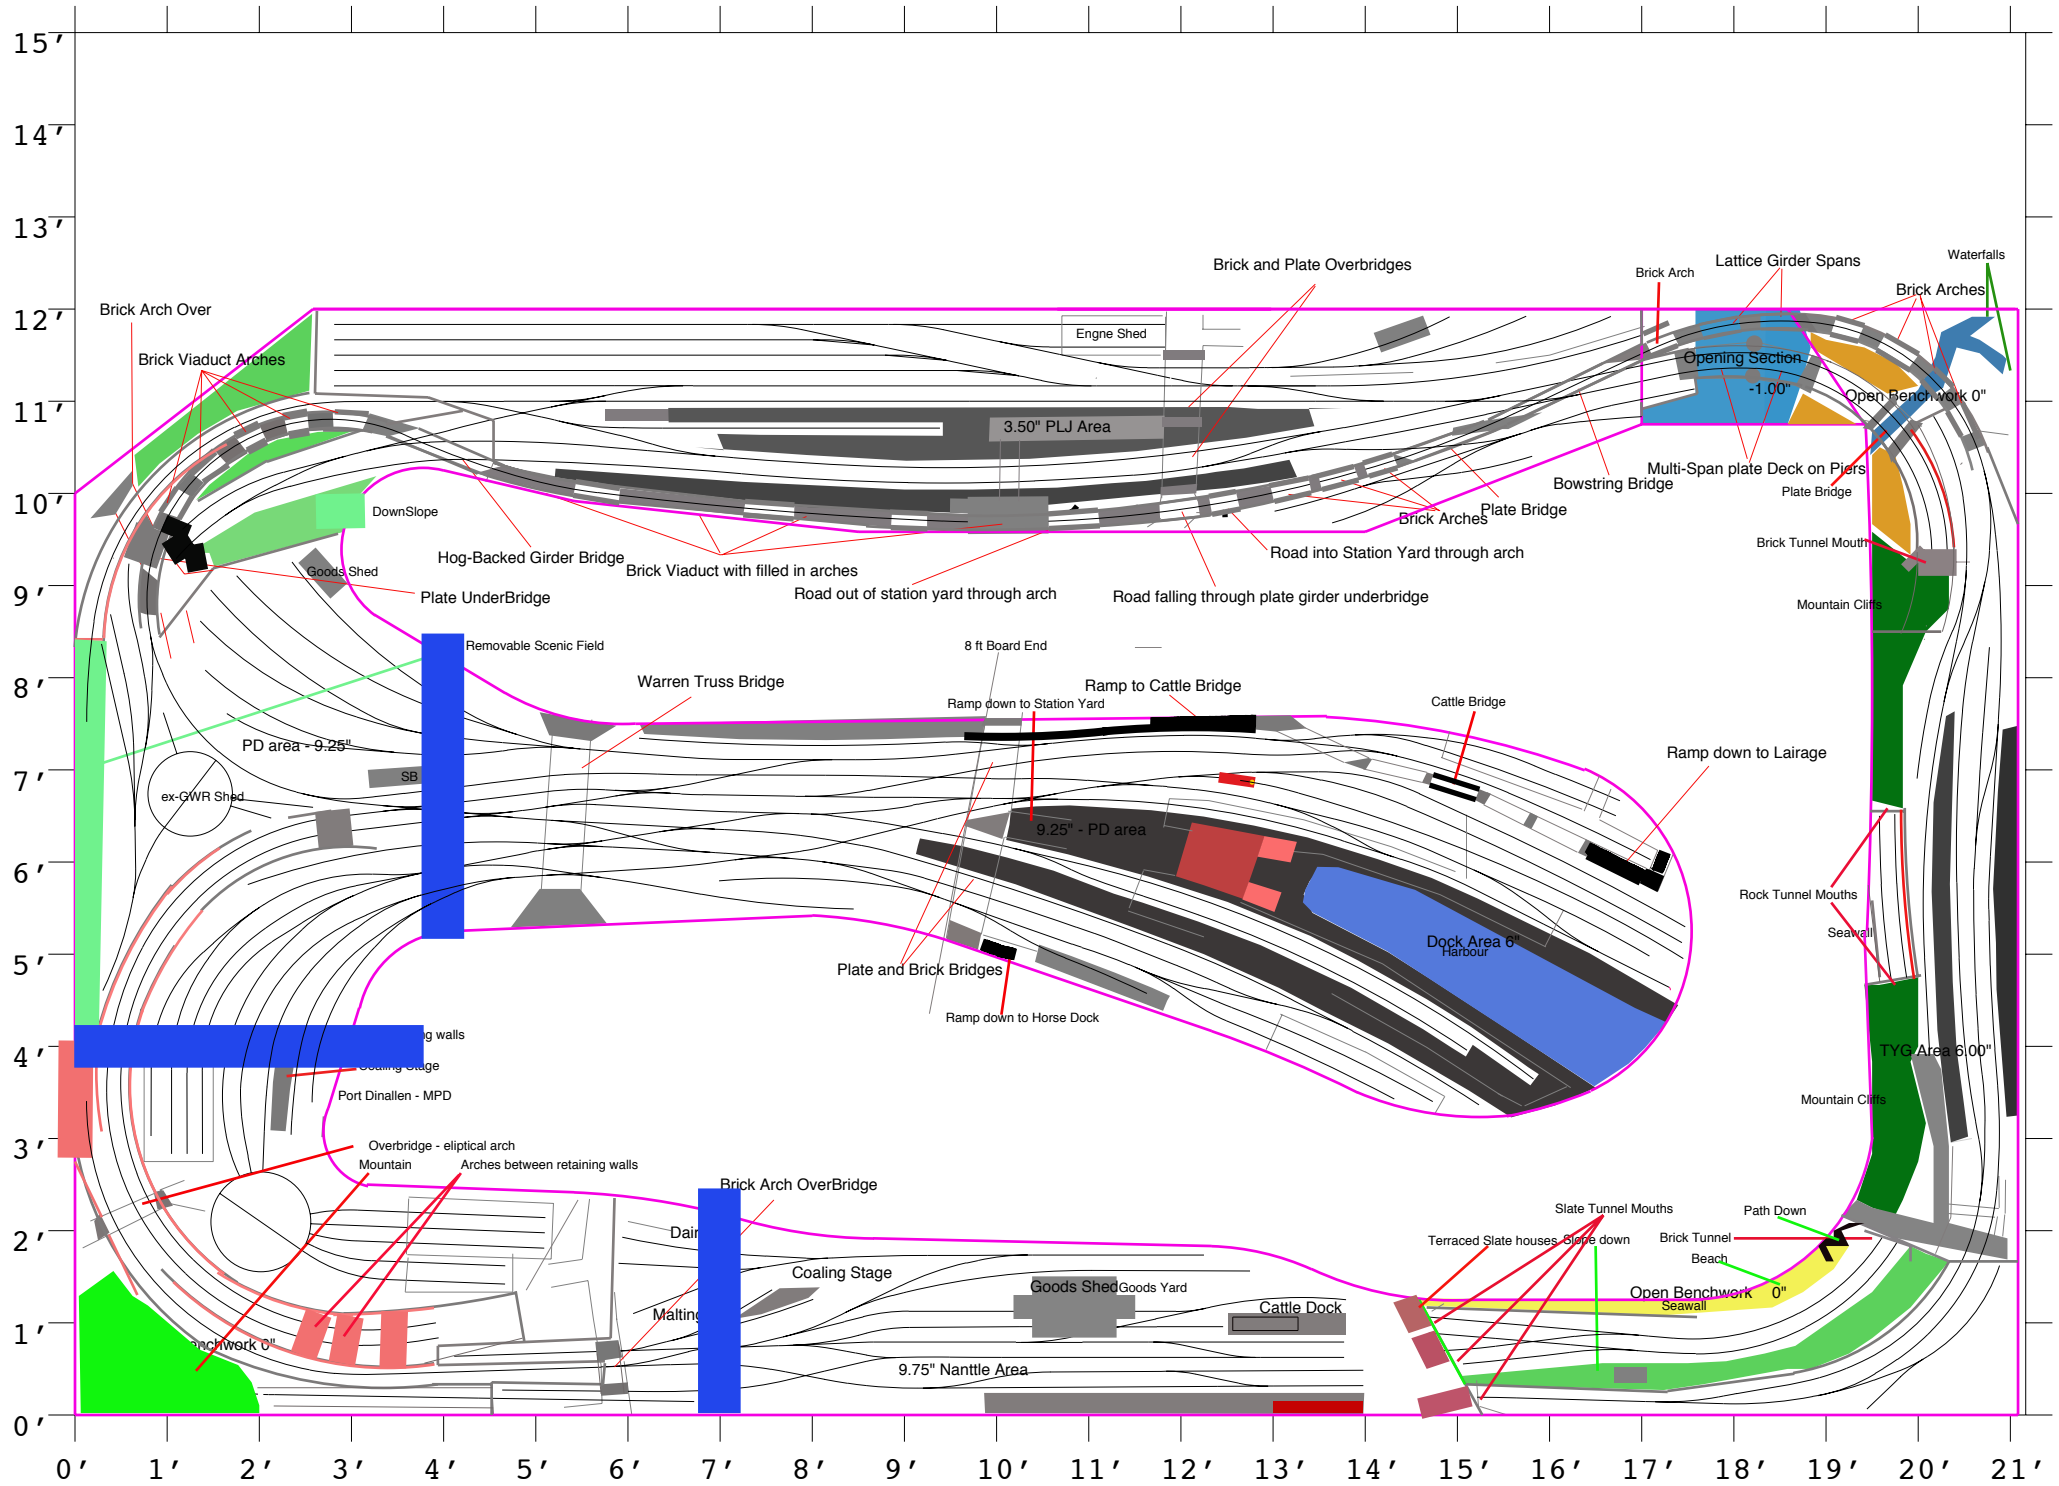 15'
14'
13'
12'
11'
10'
9'
8'
7'
6'
5'
4'
3'
2'
1'
0'
Waterfalls
Lattice Girder Spans
Brick and Plate Overbridges
Brick Arch
Brick Arches
Brick Arch Over
Engne Shed
Brick Viaduct Arches
Opening Section
-1.00"
Open Benchwork 0"
3.50" PLJ Area
Multi-Span plate Deck on Piers
Bowstring Bridge
Plate Bridge
Plate Bridge
DownSlope
Brick Arches
Brick Tunnel Mouth
Road into Station Yard through arch
Hog-Backed Girder Bridge
Brick Viaduct with filled in arches
Goods Shed
Road out of station yard through arch
Plate UnderBridge
Road falling through plate girder underbridge
Mountain Cliffs
Removable Scenic Field
8 ft Board End
Warren Truss Bridge
Ramp to Cattle Bridge
Ramp down to Station Yard
Cattle Bridge
PD area - 9.25"
Ramp down to Lairage
SB
ex-GWR Shed
9.25" - PD area
Rock Tunnel Mouths
Seawall
Dock Area 6"
Harbour
Plate and Brick Bridges
Ramp down to Horse Dock
ng walls
Coaling Stage
TYG Area 6.00"
Port Dinallen - MPD
Mountain Cliffs
Overbridge - eliptical arch
Mountain
Arches between retaining walls
Brick Arch OverBridge
Slate Tunnel Mouths
Path Down
Dair
Terraced Slate houses
Slope down
Brick Tunnel
Beach
Coaling Stage
Goods Shed
Goods Yard
Open Benchwork 0"
Seawall
Malting
Cattle Dock
enchwork 0"
9.75" Nanttle Area
0' 1' 2' 3' 4' 5' 6' 7' 8' 9' 10' 11' 12' 13' 14' 15' 16' 17' 18' 19' 20' 21'